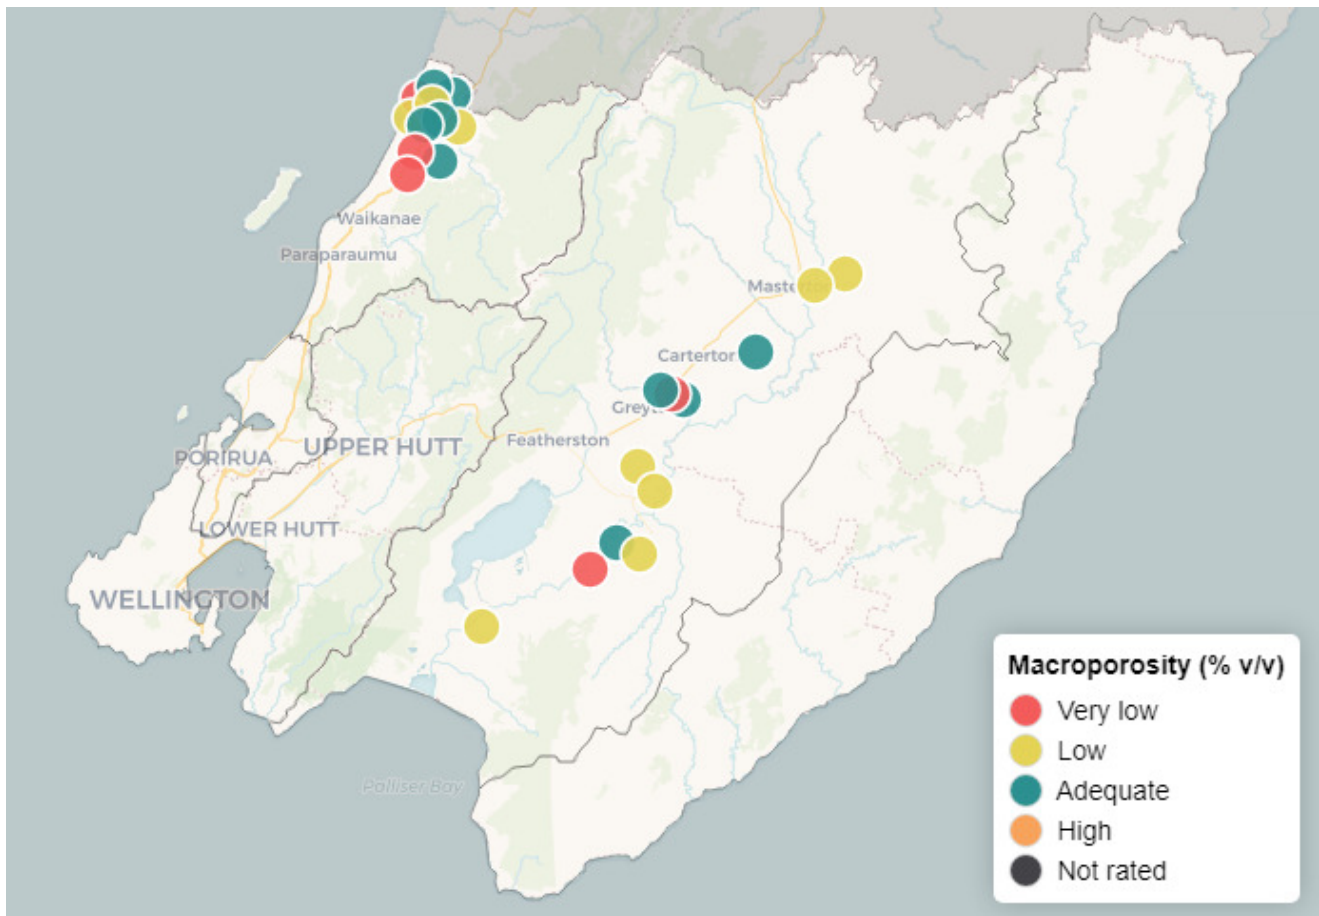 Waikanae
Paraparaumu
Cartertor
Featherston
PORIRUA
UPPER HUTT
LOWER HUTT
WELLINGTON
Palliser Bay
Macroporosity (% v/v)
Very low
Low
Adequate
High
Not rated